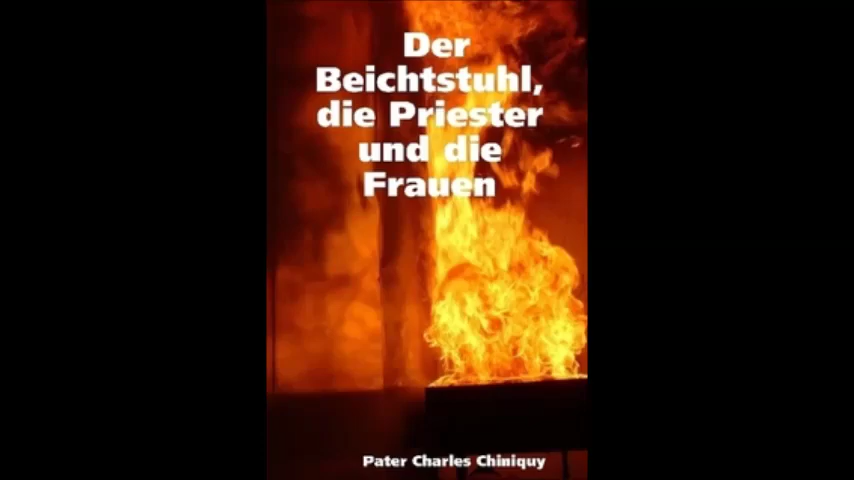 Der
Beichtstuhl,
die Priester
und die
Frauen
Pater Charles Chiniquy